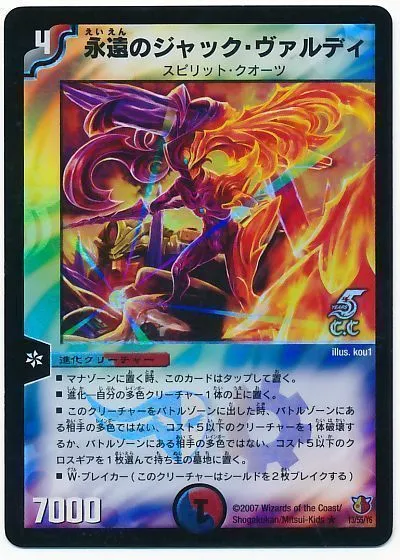 4
えいえん
永遠のジャック・ヴァルディ
スピリット・クオーツ
5
YEARS
C.C
illus. kou1
進化クリーチャー
■ マナゾーンに置く時、このカードはタップして置く。
■ 進化-自分の多色クリーチャー1体の上に置く。
■ このクリーチャーをバトルゾーンに出した時、バトルゾーンにあ
る相手の多色ではない、コスト5以下のクリーチャーを1体破壊す
るか、バトルゾーンにある相手の多色ではない、コスト5以下のク
ロスギアを1枚選んで持ち主の墓地に置く。
■ W・ブレイカー(このクリーチャーはシールドを2枚ブレイクする)
7000
©2007 Wizards of the Coast/
Shogakukan/Mitsui-Kids ★ 13/55/Y6